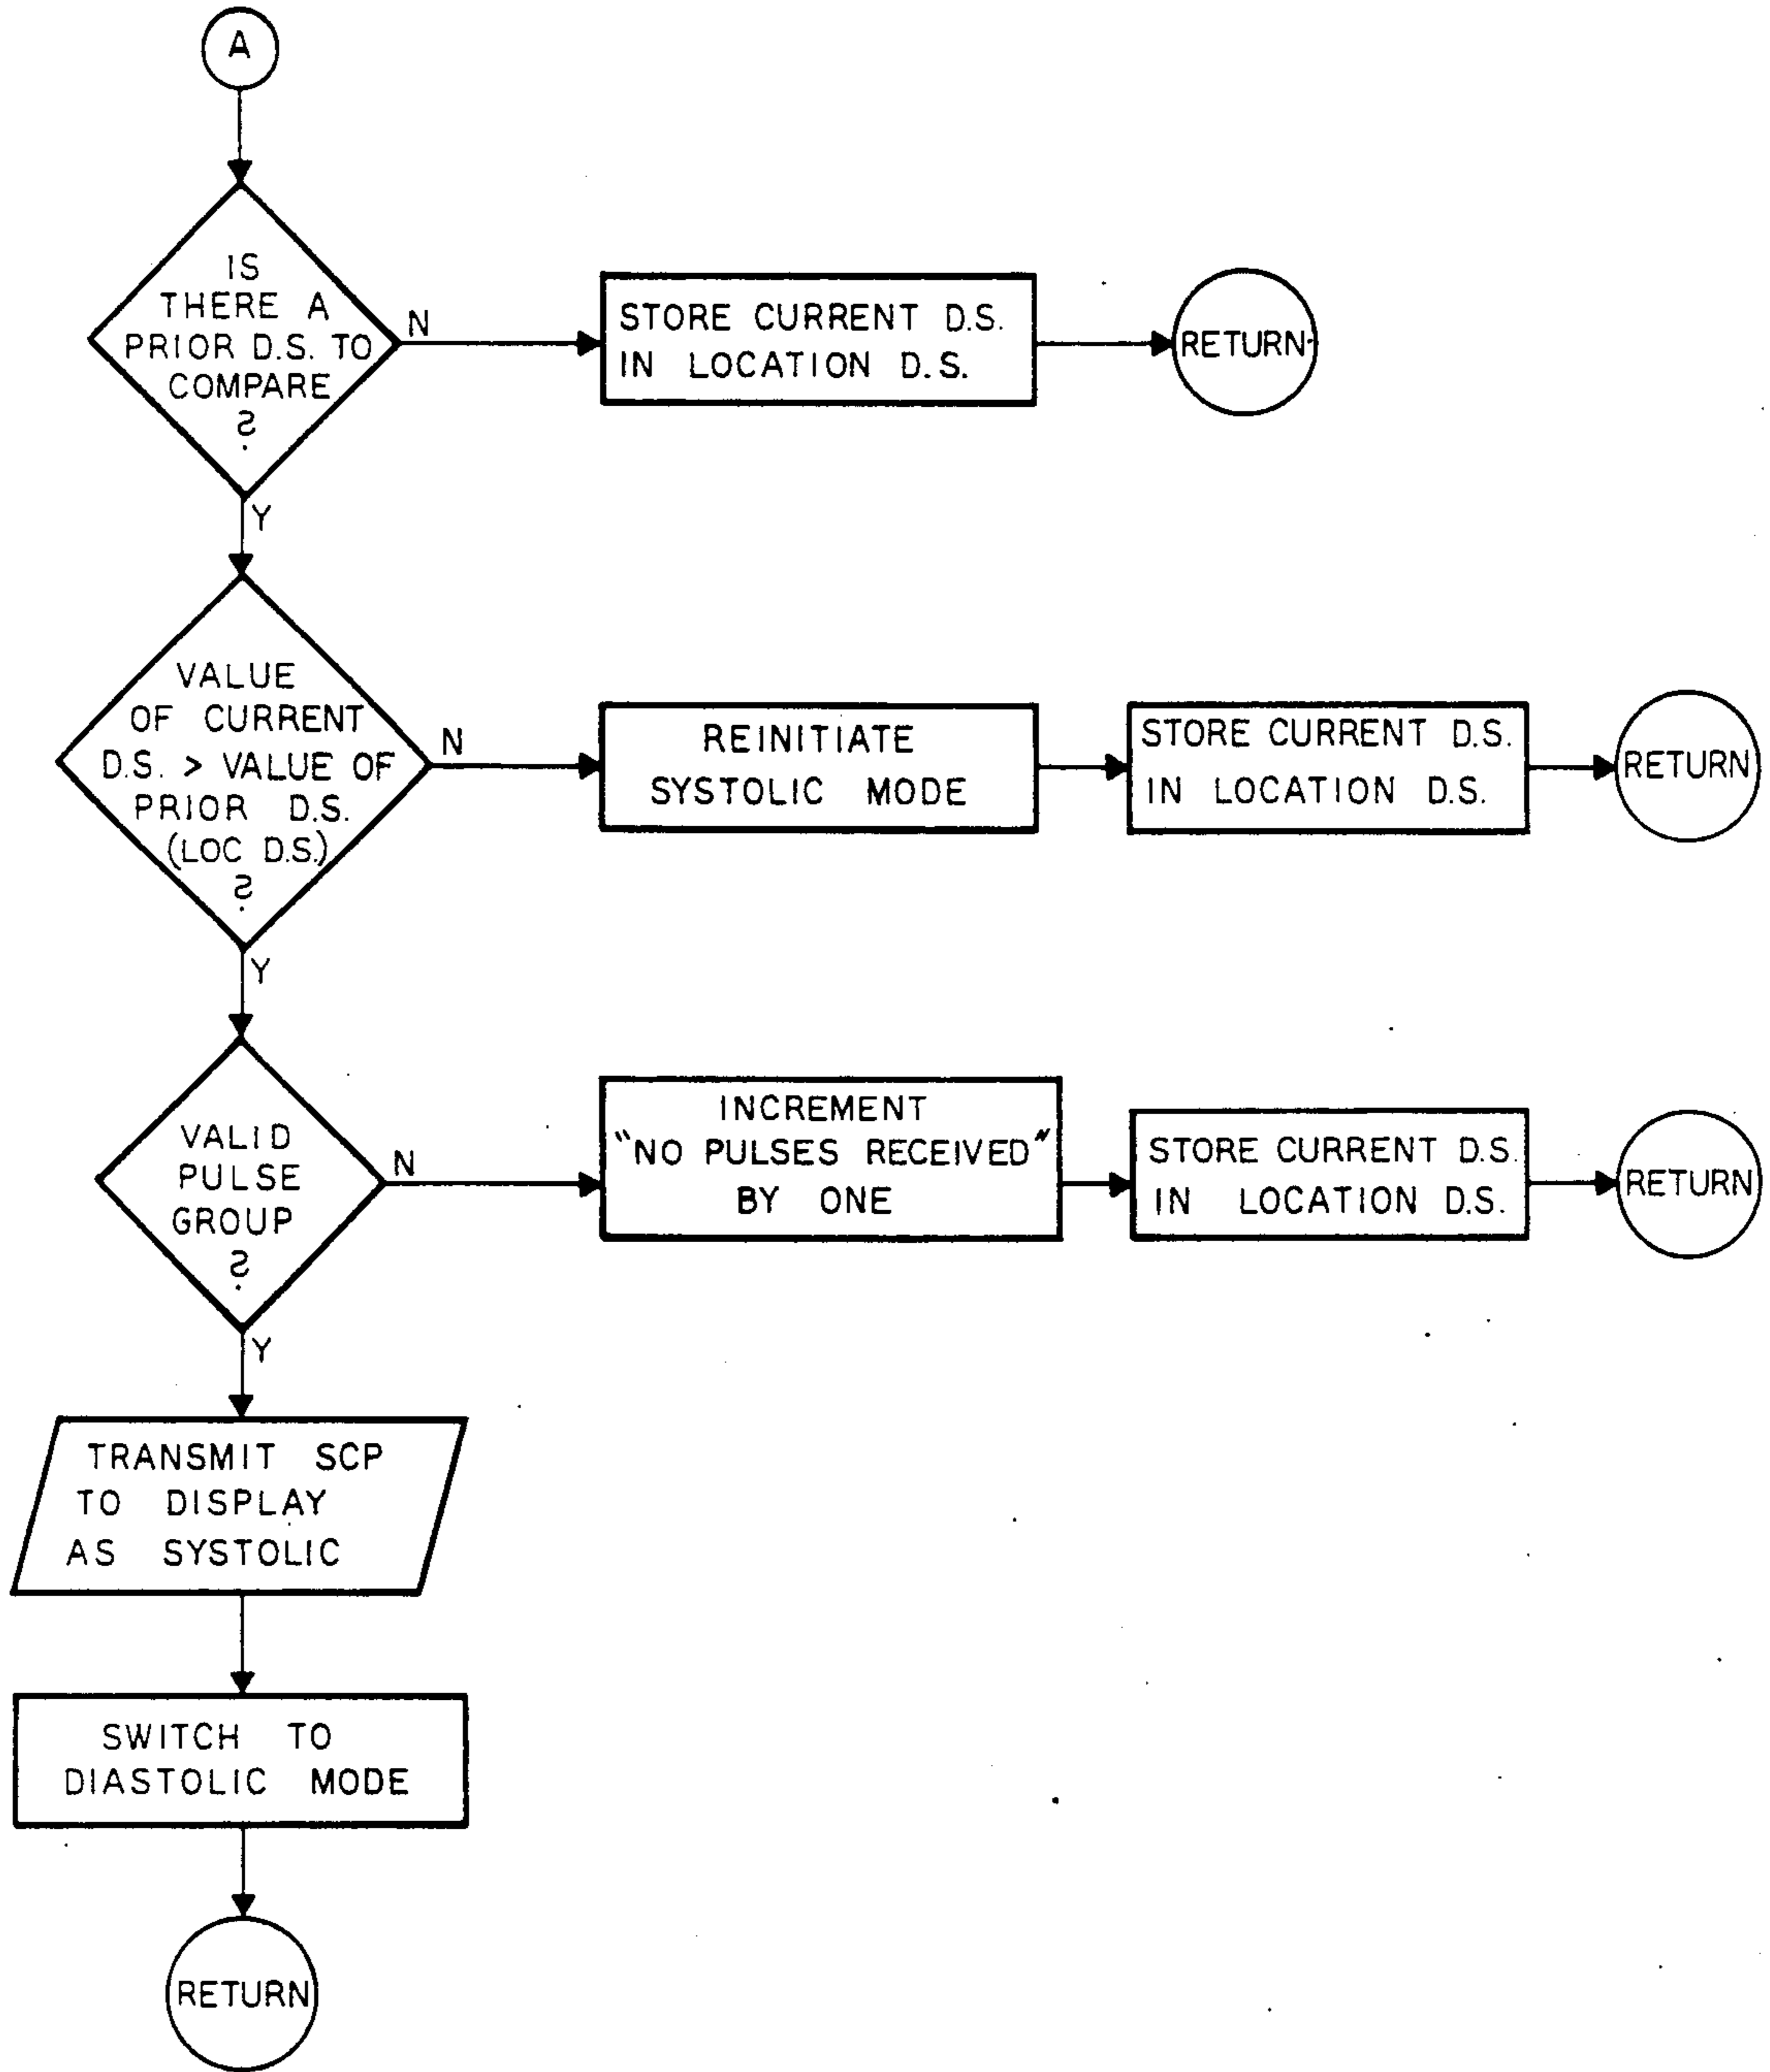 A
IS
THERE A
PRIOR D.S. TO
COMPARE
?
N
STORE CURRENT D.S.
IN LOCATION D.S.
RETURN
Y
VALUE
OF CURRENT
D.S. > VALUE OF
PRIOR D.S.
(LOC D.S.)
?
N
REINITIATE
SYSTOLIC MODE
STORE CURRENT D.S.
IN LOCATION D.S.
RETURN
Y
VALID
PULSE
GROUP
?
N
INCREMENT
"NO PULSES RECEIVED"
BY ONE
STORE CURRENT D.S.
IN LOCATION D.S.
RETURN
Y
TRANSMIT SCP
TO DISPLAY
AS SYSTOLIC
SWITCH TO
DIASTOLIC MODE
RETURN